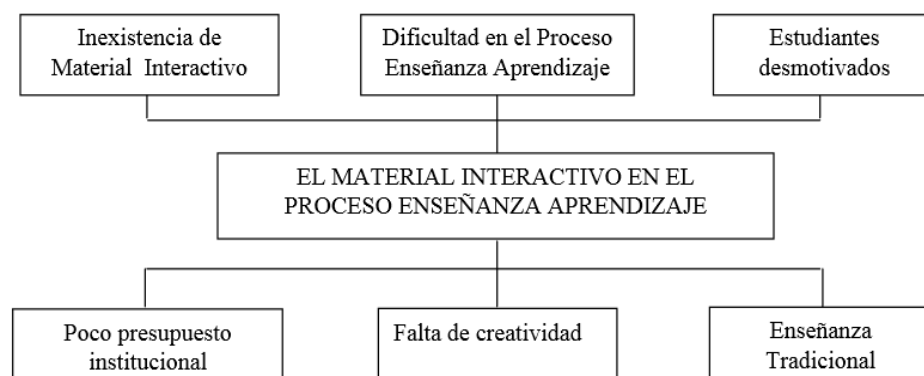 Inexistencia de
Material Interactivo
Dificultad en el Proceso
Enseñanza Aprendizaje
Estudiantes
desmotivados
EL MATERIAL INTERACTIVO EN EL
PROCESO ENSEÑANZA APRENDIZAJE
Poco presupuesto
institucional
Falta de creatividad
Enseñanza
Tradicional